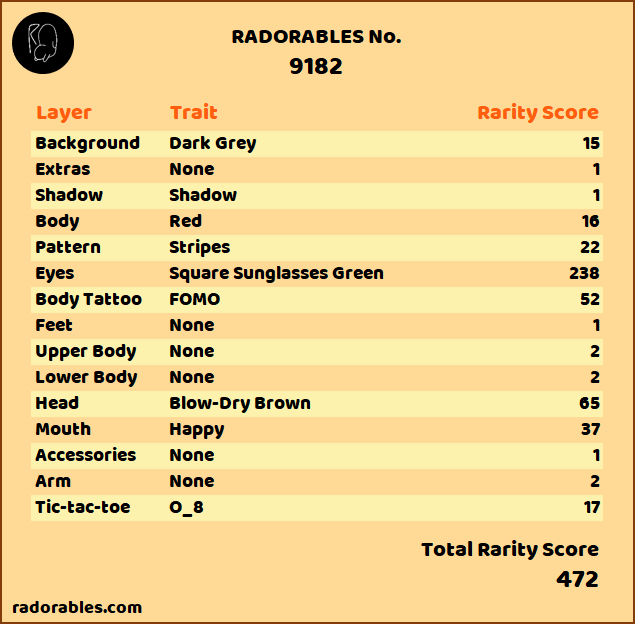 RADORABLES No.
9182
Layer Trait Rarity Score
Background Dark Grey 15
Extras None 1
Shadow Shadow 1
Body Red 16
Pattern Stripes 22
Eyes Square Sunglasses Green 238
Body Tattoo FOMO 52
Feet None 1
Upper Body None 2
Lower Body None 2
Head Blow-Dry Brown 65
Mouth Happy 37
Accessories None 1
Arm None 2
Tic-tac-toe O_8 17
Total Rarity Score
472
radorables.com